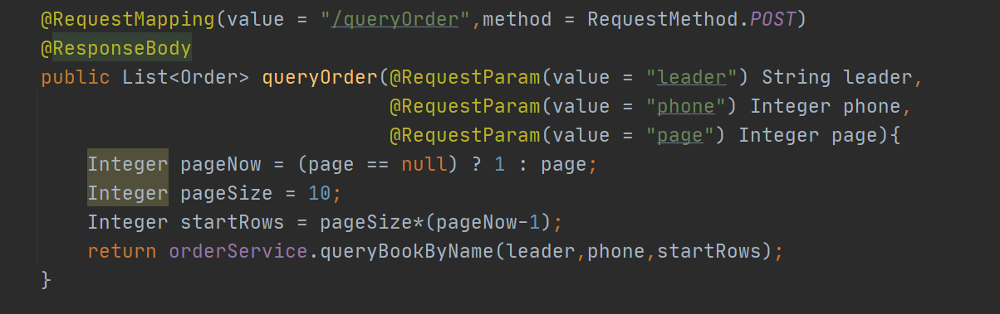 @RequestMapping(value = "/queryOrder",method = RequestMethod.POST)
@ResponseBody
public List<Order> queryOrder(@RequestParam(value = "leader") String leader,
@RequestParam(value = "phone") Integer phone,
@RequestParam(value = "page") Integer page){
Integer pageNow = (page == null) ? 1 : page;
Integer pageSize = 10;
Integer startRows = pageSize*(pageNow-1);
return orderService.queryBookByName(leader,phone,startRows);
}